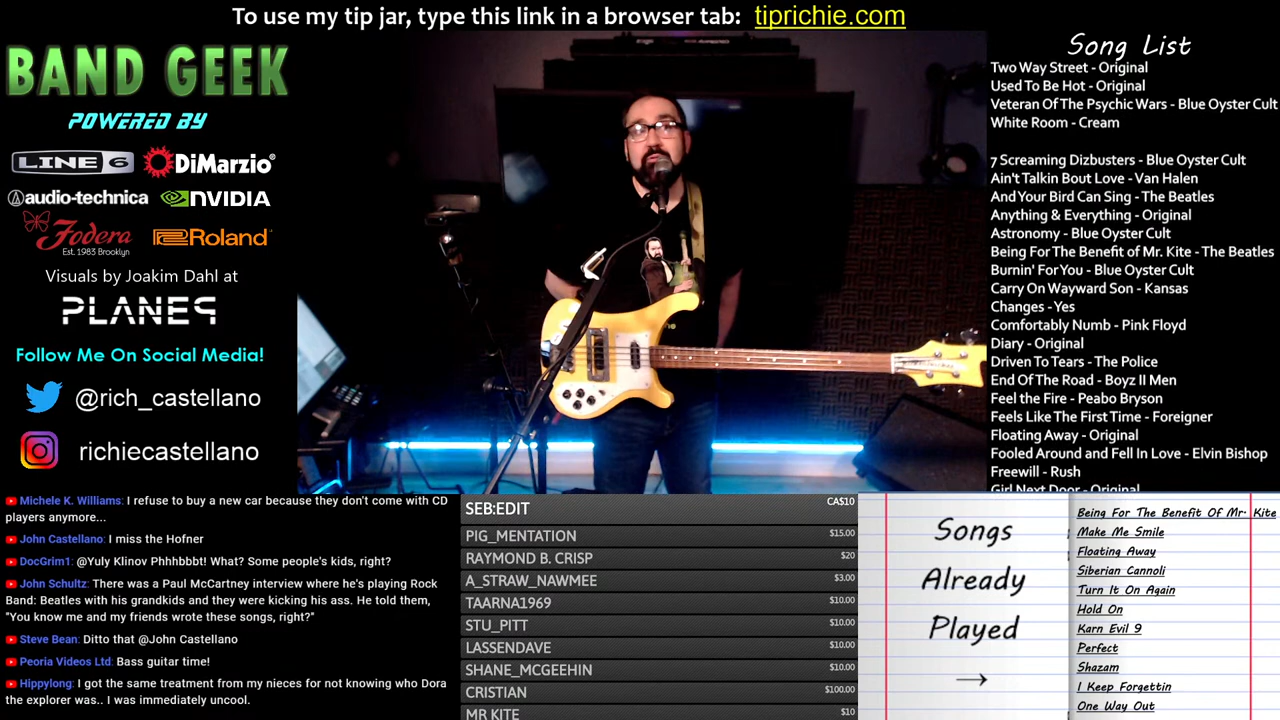 To use my tip jar, type this link in a browser tab: tiprichie.com
BAND GEEK
POWERED BY
LINE 6
DiMarzio
audio-technica
NVIDIA
Fodera
Est. 1983 Brooklyn
Roland
Visuals by Joakim Dahl at
PLANE9
Follow Me On Social Media!
@rich_castellano
richiecastellano
Song List
Two Way Street - Original
Used To Be Hot - Original
Veteran Of The Psychic Wars - Blue Oyster Cult
White Room - Cream
7 Screaming Dizbusters - Blue Oyster Cult
Ain't Talkin Bout Love - Van Halen
And Your Bird Can Sing - The Beatles
Anything & Everything - Original
Astronomy - Blue Oyster Cult
Being For The Benefit of Mr. Kite - The Beatles
Burnin' For You - Blue Oyster Cult
Carry On Wayward Son - Kansas
Changes - Yes
Comfortably Numb - Pink Floyd
Diary - Original
Driven To Tears - The Police
End Of The Road - Boyz II Men
Feel the Fire - Peabo Bryson
Feels Like The First Time - Foreigner
Floating Away - Original
Fooled Around and Fell In Love - Elvin Bishop
Freewill - Rush
Girl Next Door - Original
Michele K. Williams: I refuse to buy a new car because they don't come with CD
players anymore...
John Castellano: I miss the Hofner
DocGrim1: @Yuly Klinov Phhhbbbt! What? Some people's kids, right?
John Schultz: There was a Paul McCartney interview where he's playing Rock
Band: Beatles with his grandkids and they were kicking his ass. He told them,
"You know me and my friends wrote these songs, right?"
Steve Bean: Ditto that @John Castellano
Peoria Videos Ltd: Bass guitar time!
Hippylong: I got the same treatment from my nieces for not knowing who Dora
the explorer was.. I was immediately uncool.
SEB:EDIT CA$10
PIG_MENTATION $15.00
RAYMOND B. CRISP $20
A_STRAW_NAWMEE $3.00
TAARNA1969 $10.00
STU_PITT $10.00
LASSENDAVE $10.00
SHANE_MCGEEHIN $10.00
CRISTIAN $100.00
MR KITE $10
Songs
Already
Played
→
Being For The Benefit Of Mr. Kite
Make Me Smile
Floating Away
Siberian Cannoli
Turn It On Again
Hold On
Karn Evil 9
Perfect
Shazam
I Keep Forgettin
One Way Out